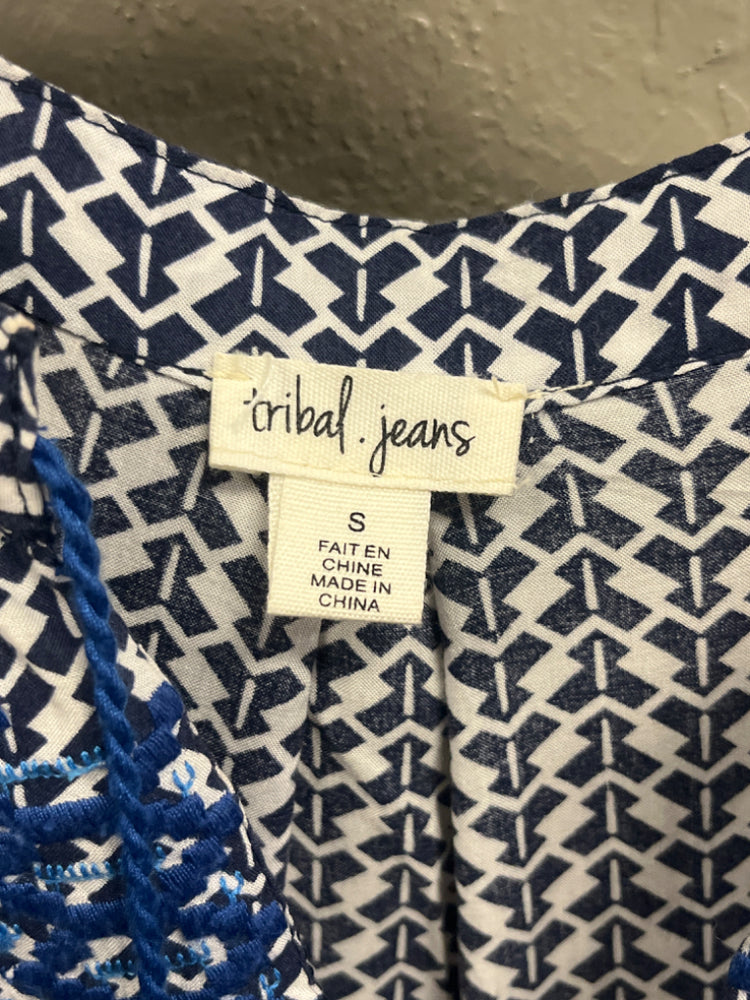 tribal.jeans
S
FAIT EN
CHINE
MADE IN
CHINA